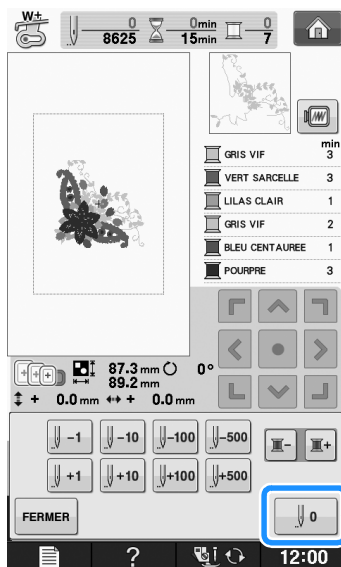 W+
0 0min 0
8625 15min 7
min
GRIS VIF 3
VERT SARCELLE 3
LILAS CLAIR 1
GRIS VIF 2
BLEU CENTAUREE 1
POURPRE 3
87.3 mm 0°
89.2 mm
+ 0.0 mm + 0.0 mm
-1 -10 -100 -500
+1 +10 +100 +500
- +
FERMER 0
? 12:00